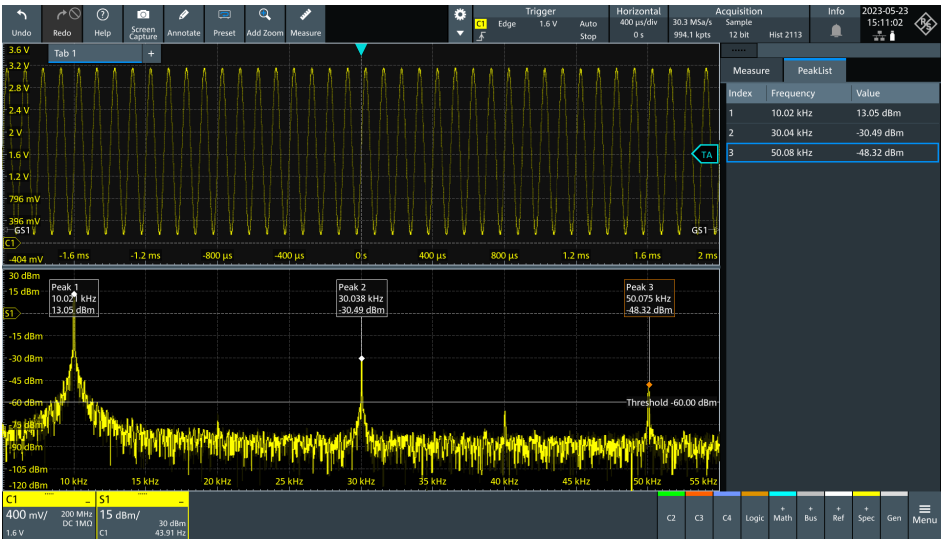 Undo
Redo
Help
Screen Capture
Annotate
Preset
Add Zoom
Measure
Trigger
C1 Edge 1.6 V Auto
Stop
Horizontal
400 µs/div
0 s
Acquisition
30.3 MSa/s Sample
994.1 kpts 12 bit Hist 2113
Info
2023-05-23
15:11:02
Tab 1 +
3.6 V
3.2 V
2.8 V
2.4 V
2 V
1.6 V
1.2 V
796 mV
396 mV
GS1
GS1
C1
-404 mV
-1.6 ms -1.2 ms -800 µs -400 µs 0 s 400 µs 800 µs 1.2 ms 1.6 ms 2 ms
TA
Measure PeakList
Index Frequency Value
1 10.02 kHz 13.05 dBm
2 30.04 kHz -30.49 dBm
3 50.08 kHz -48.32 dBm
30 dBm
15 dBm
S1
-15 dBm
-30 dBm
-45 dBm
-60 dBm
-75 dBm
-90 dBm
-105 dBm
-120 dBm
Peak 1
10.021 kHz
13.05 dBm
Peak 2
30.038 kHz
-30.49 dBm
Peak 3
50.075 kHz
-48.32 dBm
Threshold -60.00 dBm
10 kHz 15 kHz 20 kHz 25 kHz 30 kHz 35 kHz 40 kHz 45 kHz 50 kHz 55 kHz
C1
400 mV/ 200 MHz
DC 1MΩ
1.6 V
S1
15 dBm/
30 dBm
C1 43.91 Hz
C2
C3
C4
Logic
+ Math
+ Bus
+ Ref
+ Spec
Gen
Menu